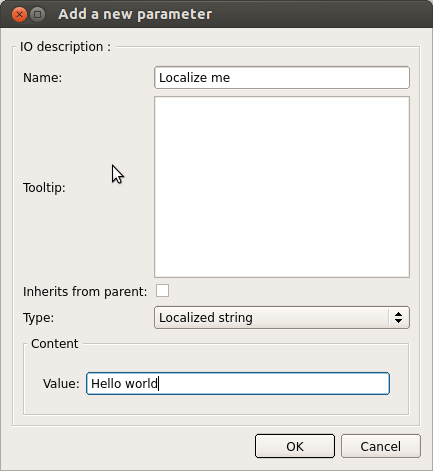 Add a new parameter
IO description :
Name: Localize me
Tooltip:
Inherits from parent:
Type: Localized string
Content
Value: Hello world
OK Cancel